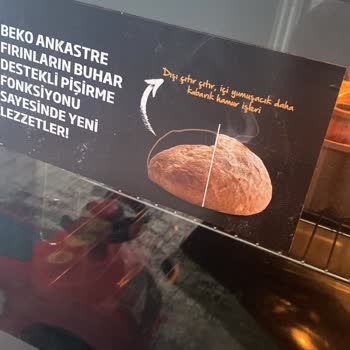 BEKO ANKASTRE
FIRINLARIN BUHAR
DESTEKLİ PİŞİRME
FONKSİYONU
SAYESİNDE YENİ
LEZZETLER!
Dışı çıtır çıtır, içi yumuşacık daha
kabarık hamur işleri